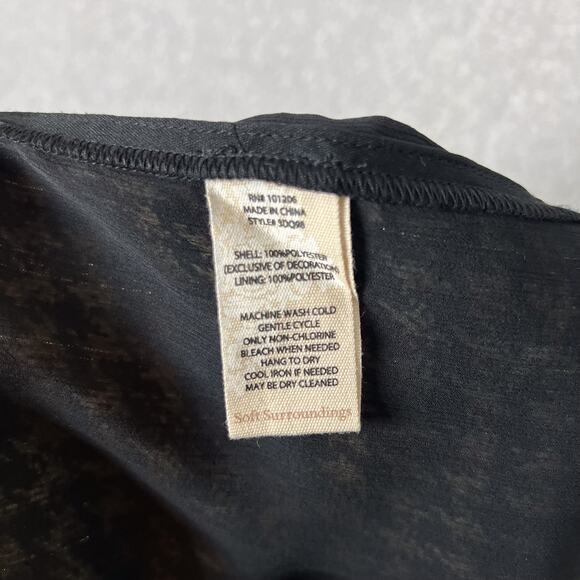 RN# 101206
MADE IN CHINA
STYLE# 3DQ98
SHELL: 100%POLYESTER
(EXCLUSIVE OF DECORATION)
LINING: 100%POLYESTER
MACHINE WASH COLD
GENTLE CYCLE
ONLY NON-CHLORINE
BLEACH WHEN NEEDED
HANG TO DRY
COOL IRON IF NEEDED
MAY BE DRY CLEANED
Soft Surroundings